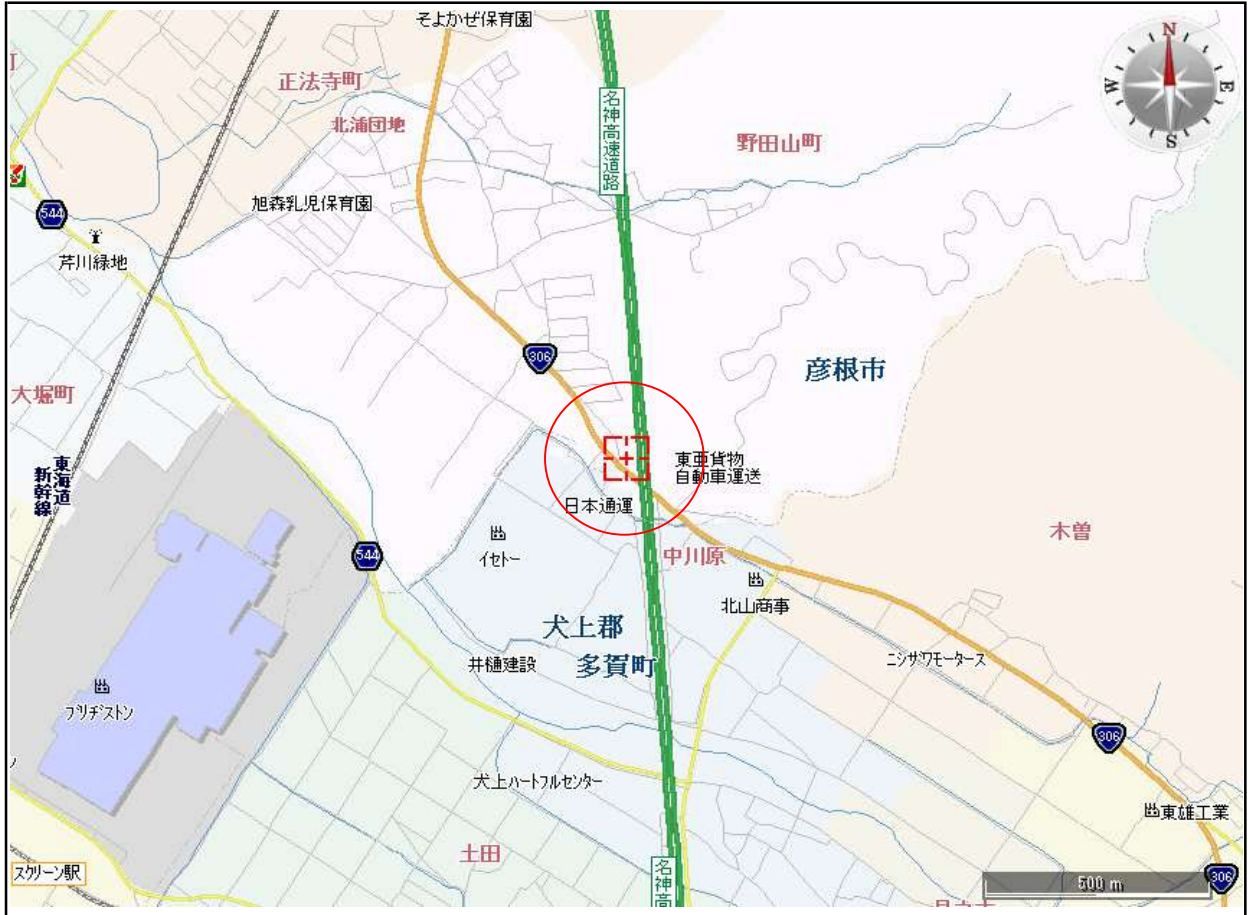 そよかぜ保育園
正法寺町
北浦団地
名神高速道路
野田山町
N
E
S
W
旭森乳児保育園
544
芹川緑地
306
彦根市
大堀町
東海道
新幹線
東亜貨物
自動車運送
日本通運
木曽
イセトー
544
中川原
北山商事
犬上郡
多賀町
井樋建設
ニシザワモータース
ブリヂストン
306
犬上ハートフルセンター
東雄工業
土田
スクリーン駅
名神高
500 m
306